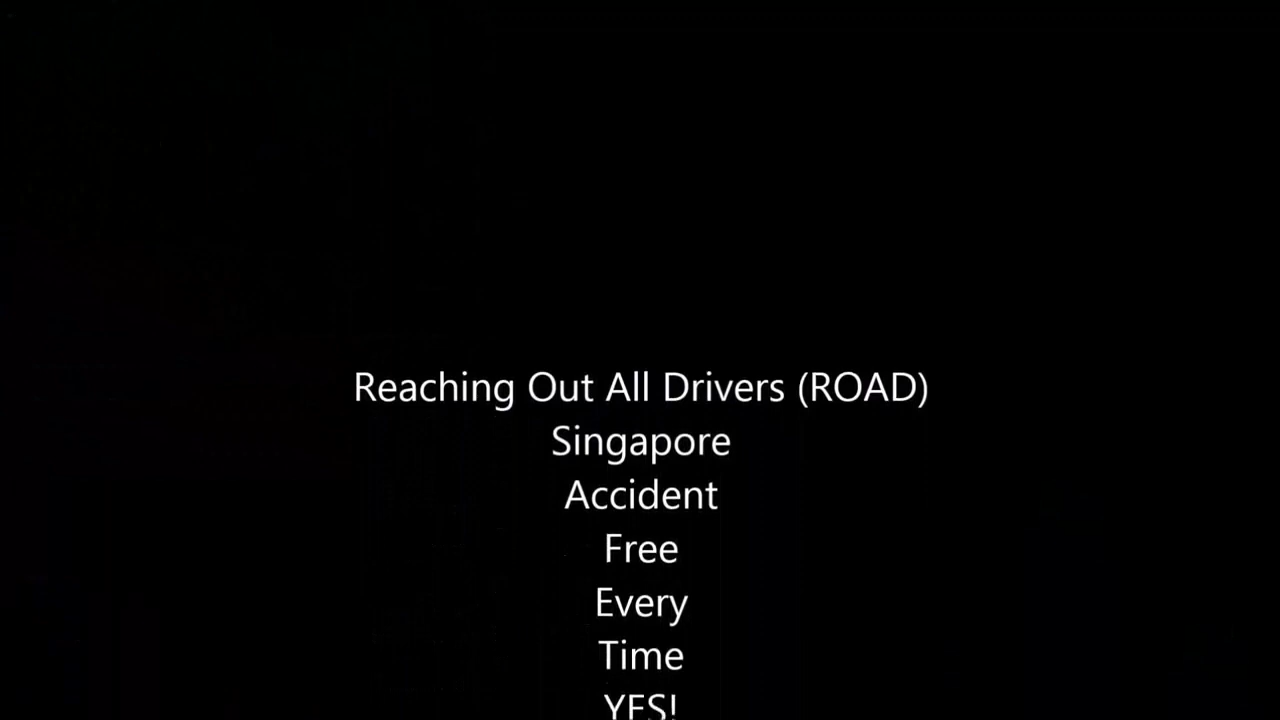 Reaching Out All Drivers (ROAD)
Singapore
Accident
Free
Every
Time
YES!